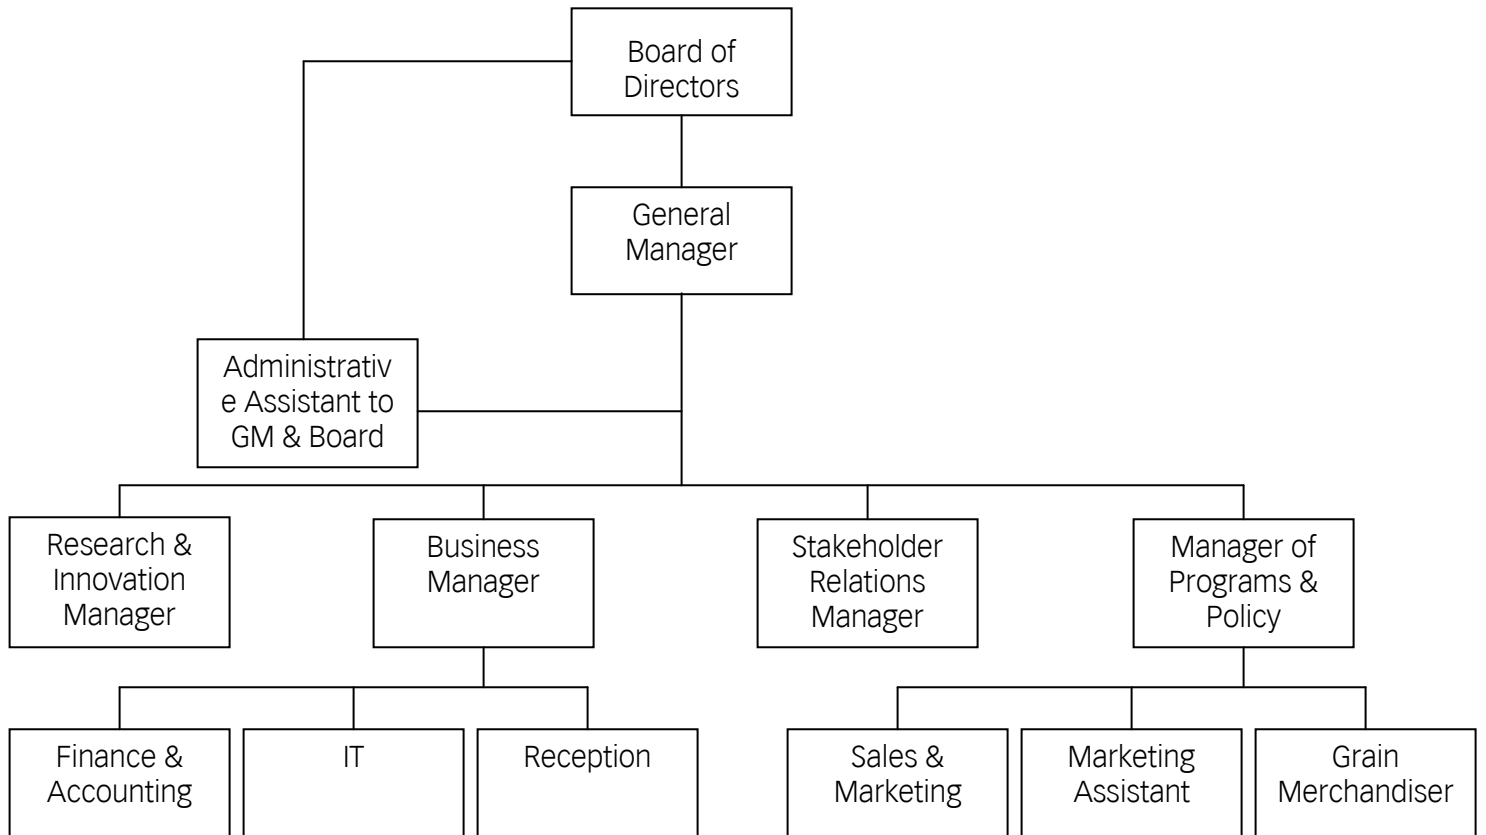 Board of
Directors
General
Manager
Administrativ
e Assistant to
GM & Board
Research &
Innovation
Manager
Business
Manager
Stakeholder
Relations
Manager
Manager of
Programs &
Policy
Finance &
Accounting
IT
Reception
Sales &
Marketing
Marketing
Assistant
Grain
Merchandiser